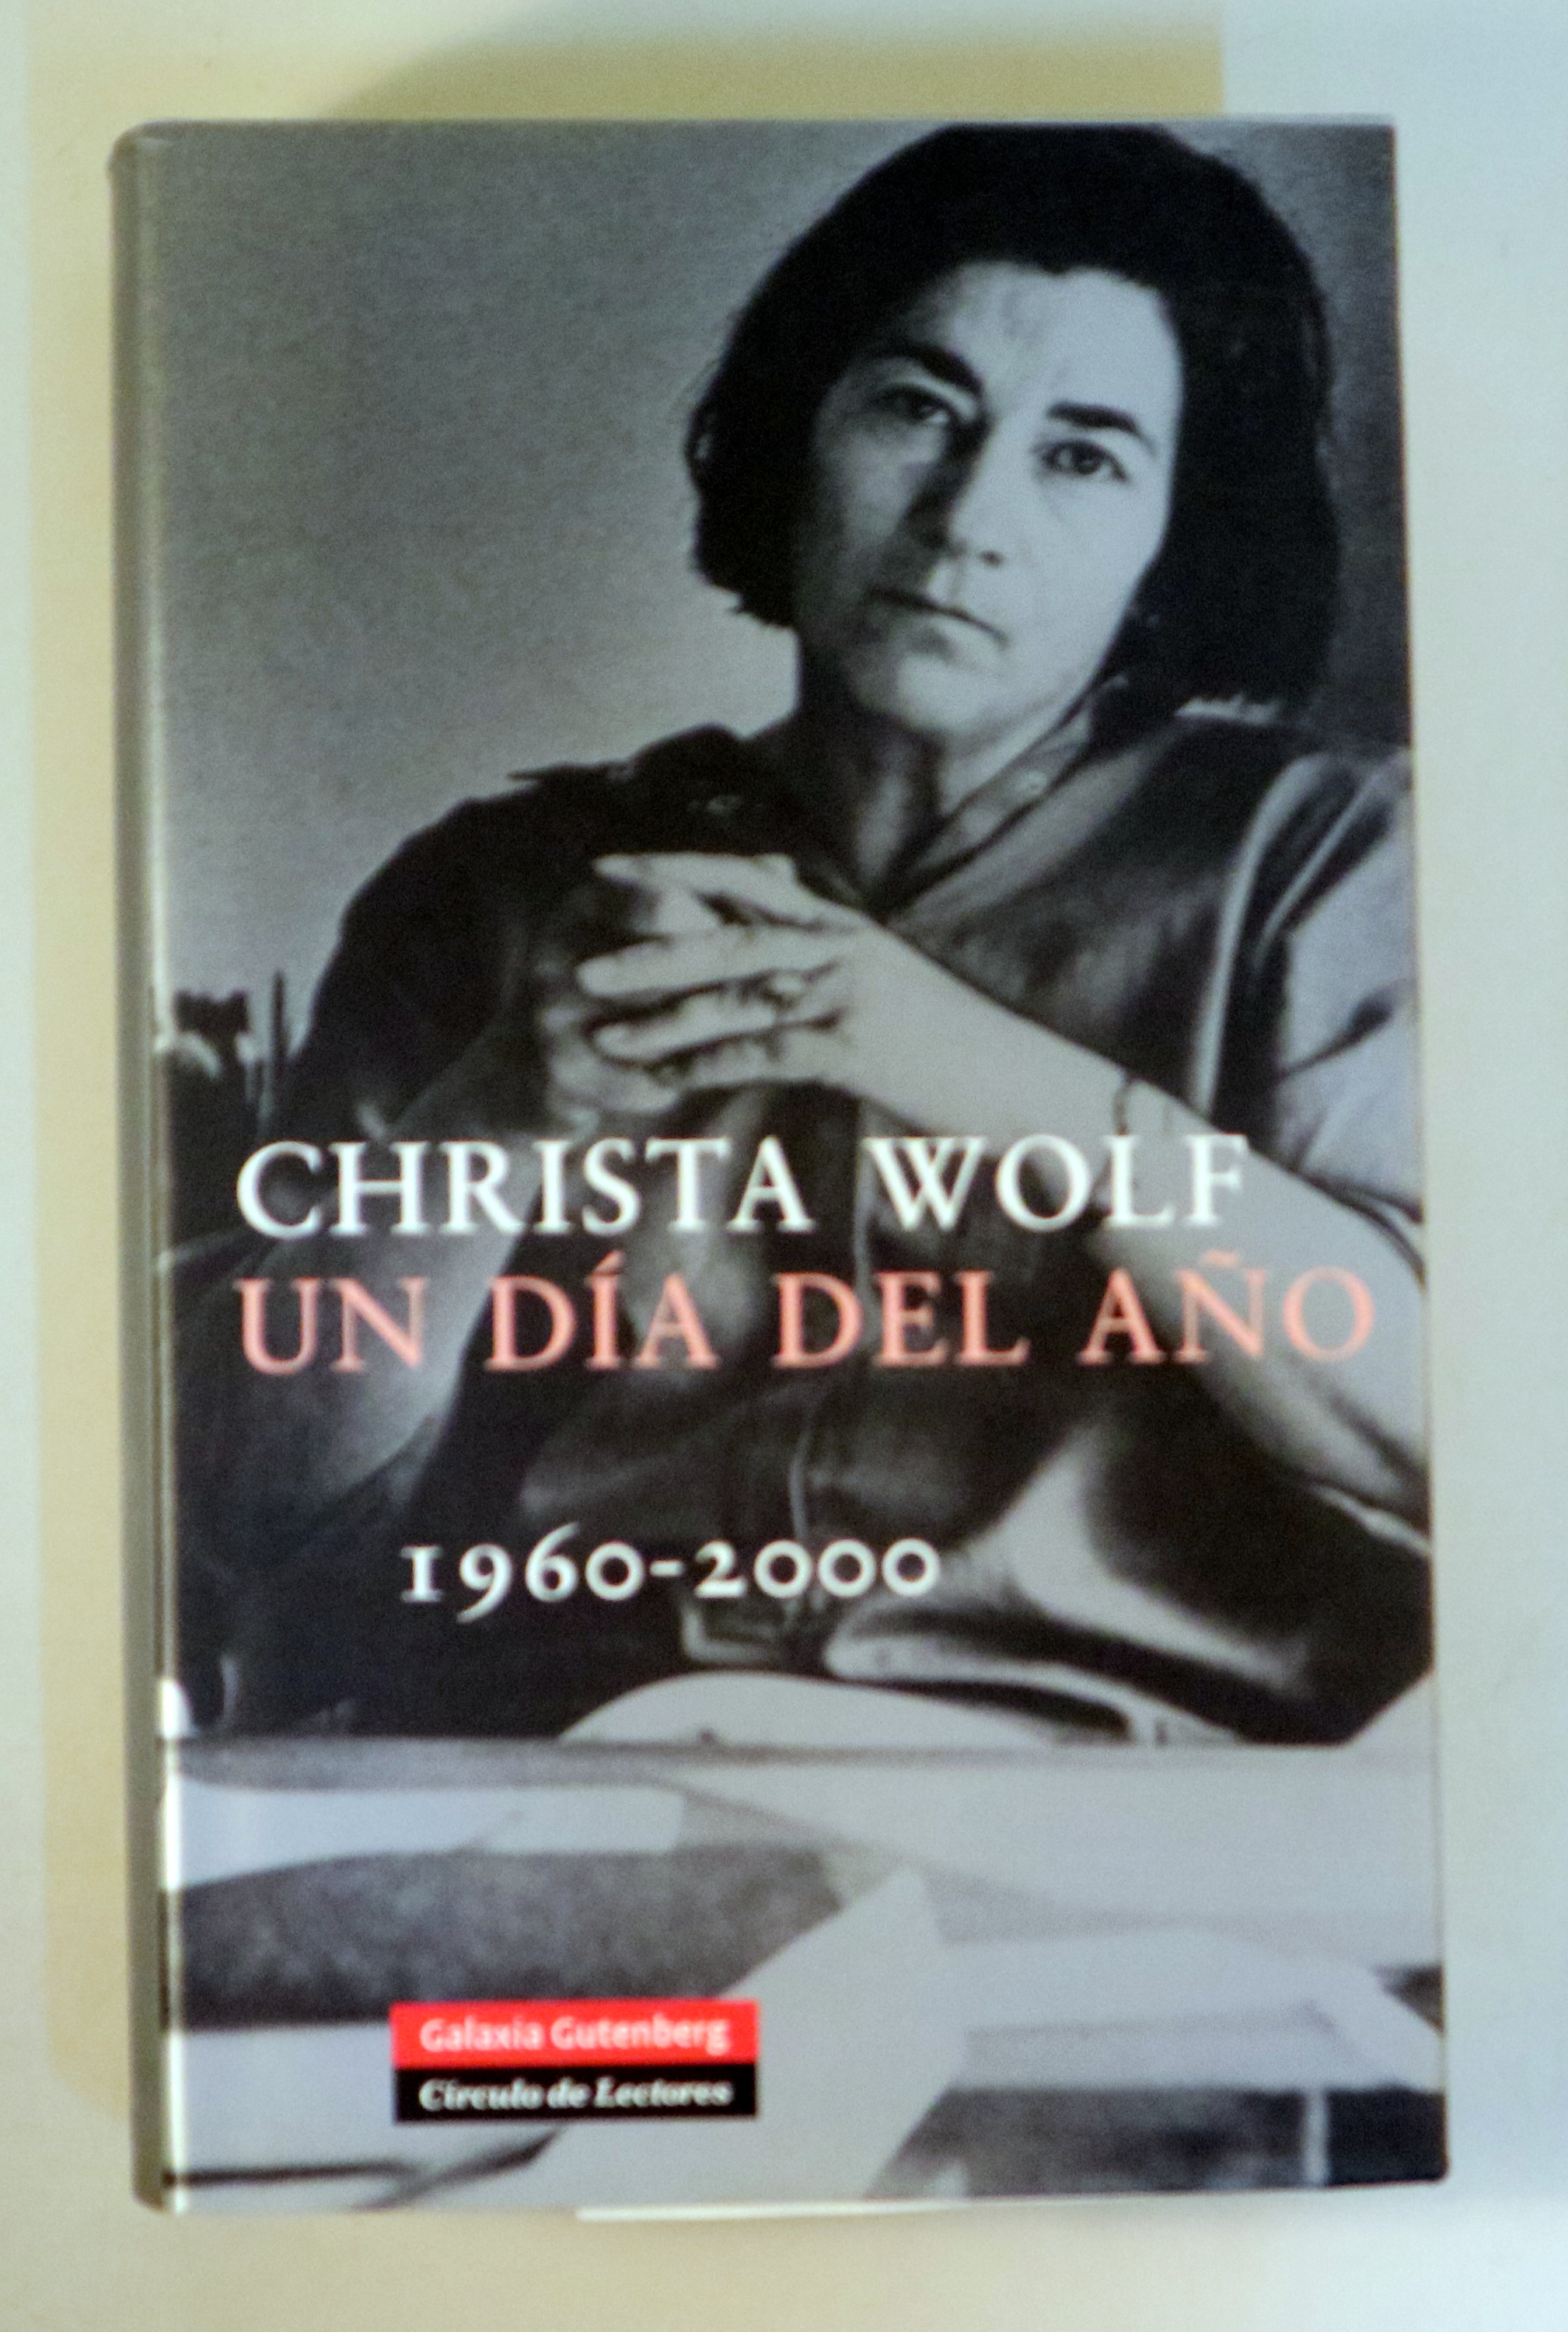 CHRISTA WOLF
UN DÍA DEL AÑO
1960-2000
Galaxia Gutenberg
Círculo de Lectores